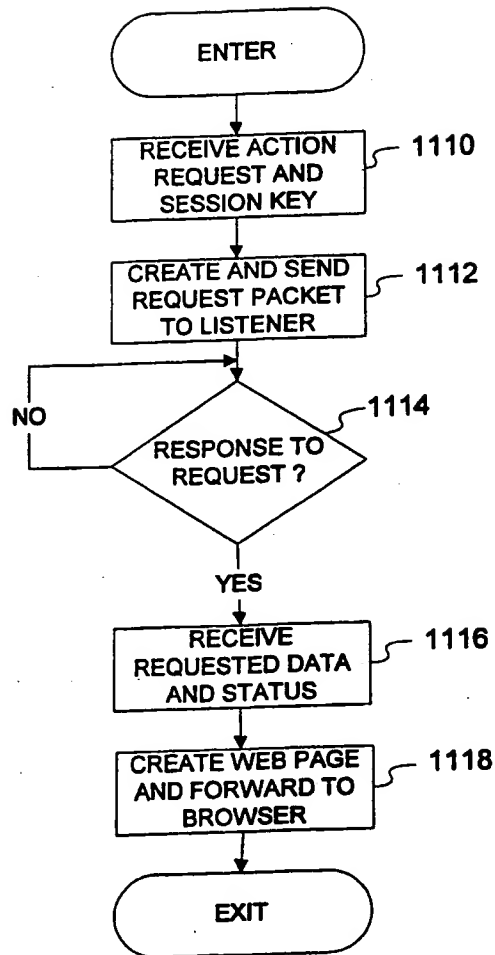 ENTER
RECEIVE ACTION
REQUEST AND
SESSION KEY
1110
CREATE AND SEND
REQUEST PACKET
TO LISTENER
1112
NO
1114
RESPONSE TO
REQUEST ?
YES
RECEIVE
REQUESTED DATA
AND STATUS
1116
CREATE WEB PAGE
AND FORWARD TO
BROWSER
1118
EXIT